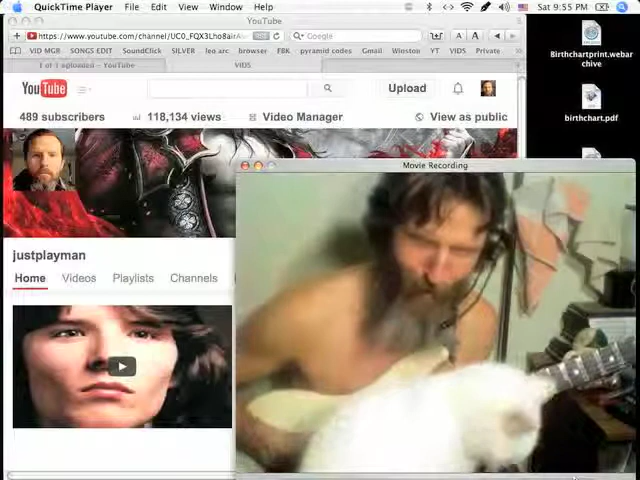 QuickTime Player File Edit View Window Help Sat 9:55 PM
YouTube
https://www.youtube.com/channel/UC0_FQX3Lho8air RSS Google
VID MGR SONGS EDIT SoundClick SILVER leo arc browser FBK pyramid codes Gmail Winston YT VIDS Private
1 of 1 uploaded - YouTube VIDS
YouTube Upload
489 subscribers 118,134 views Video Manager View as public
Birthchartprint.webar
chive
birthchart.pdf
Movie Recording
justplayman
Home Videos Playlists Channels